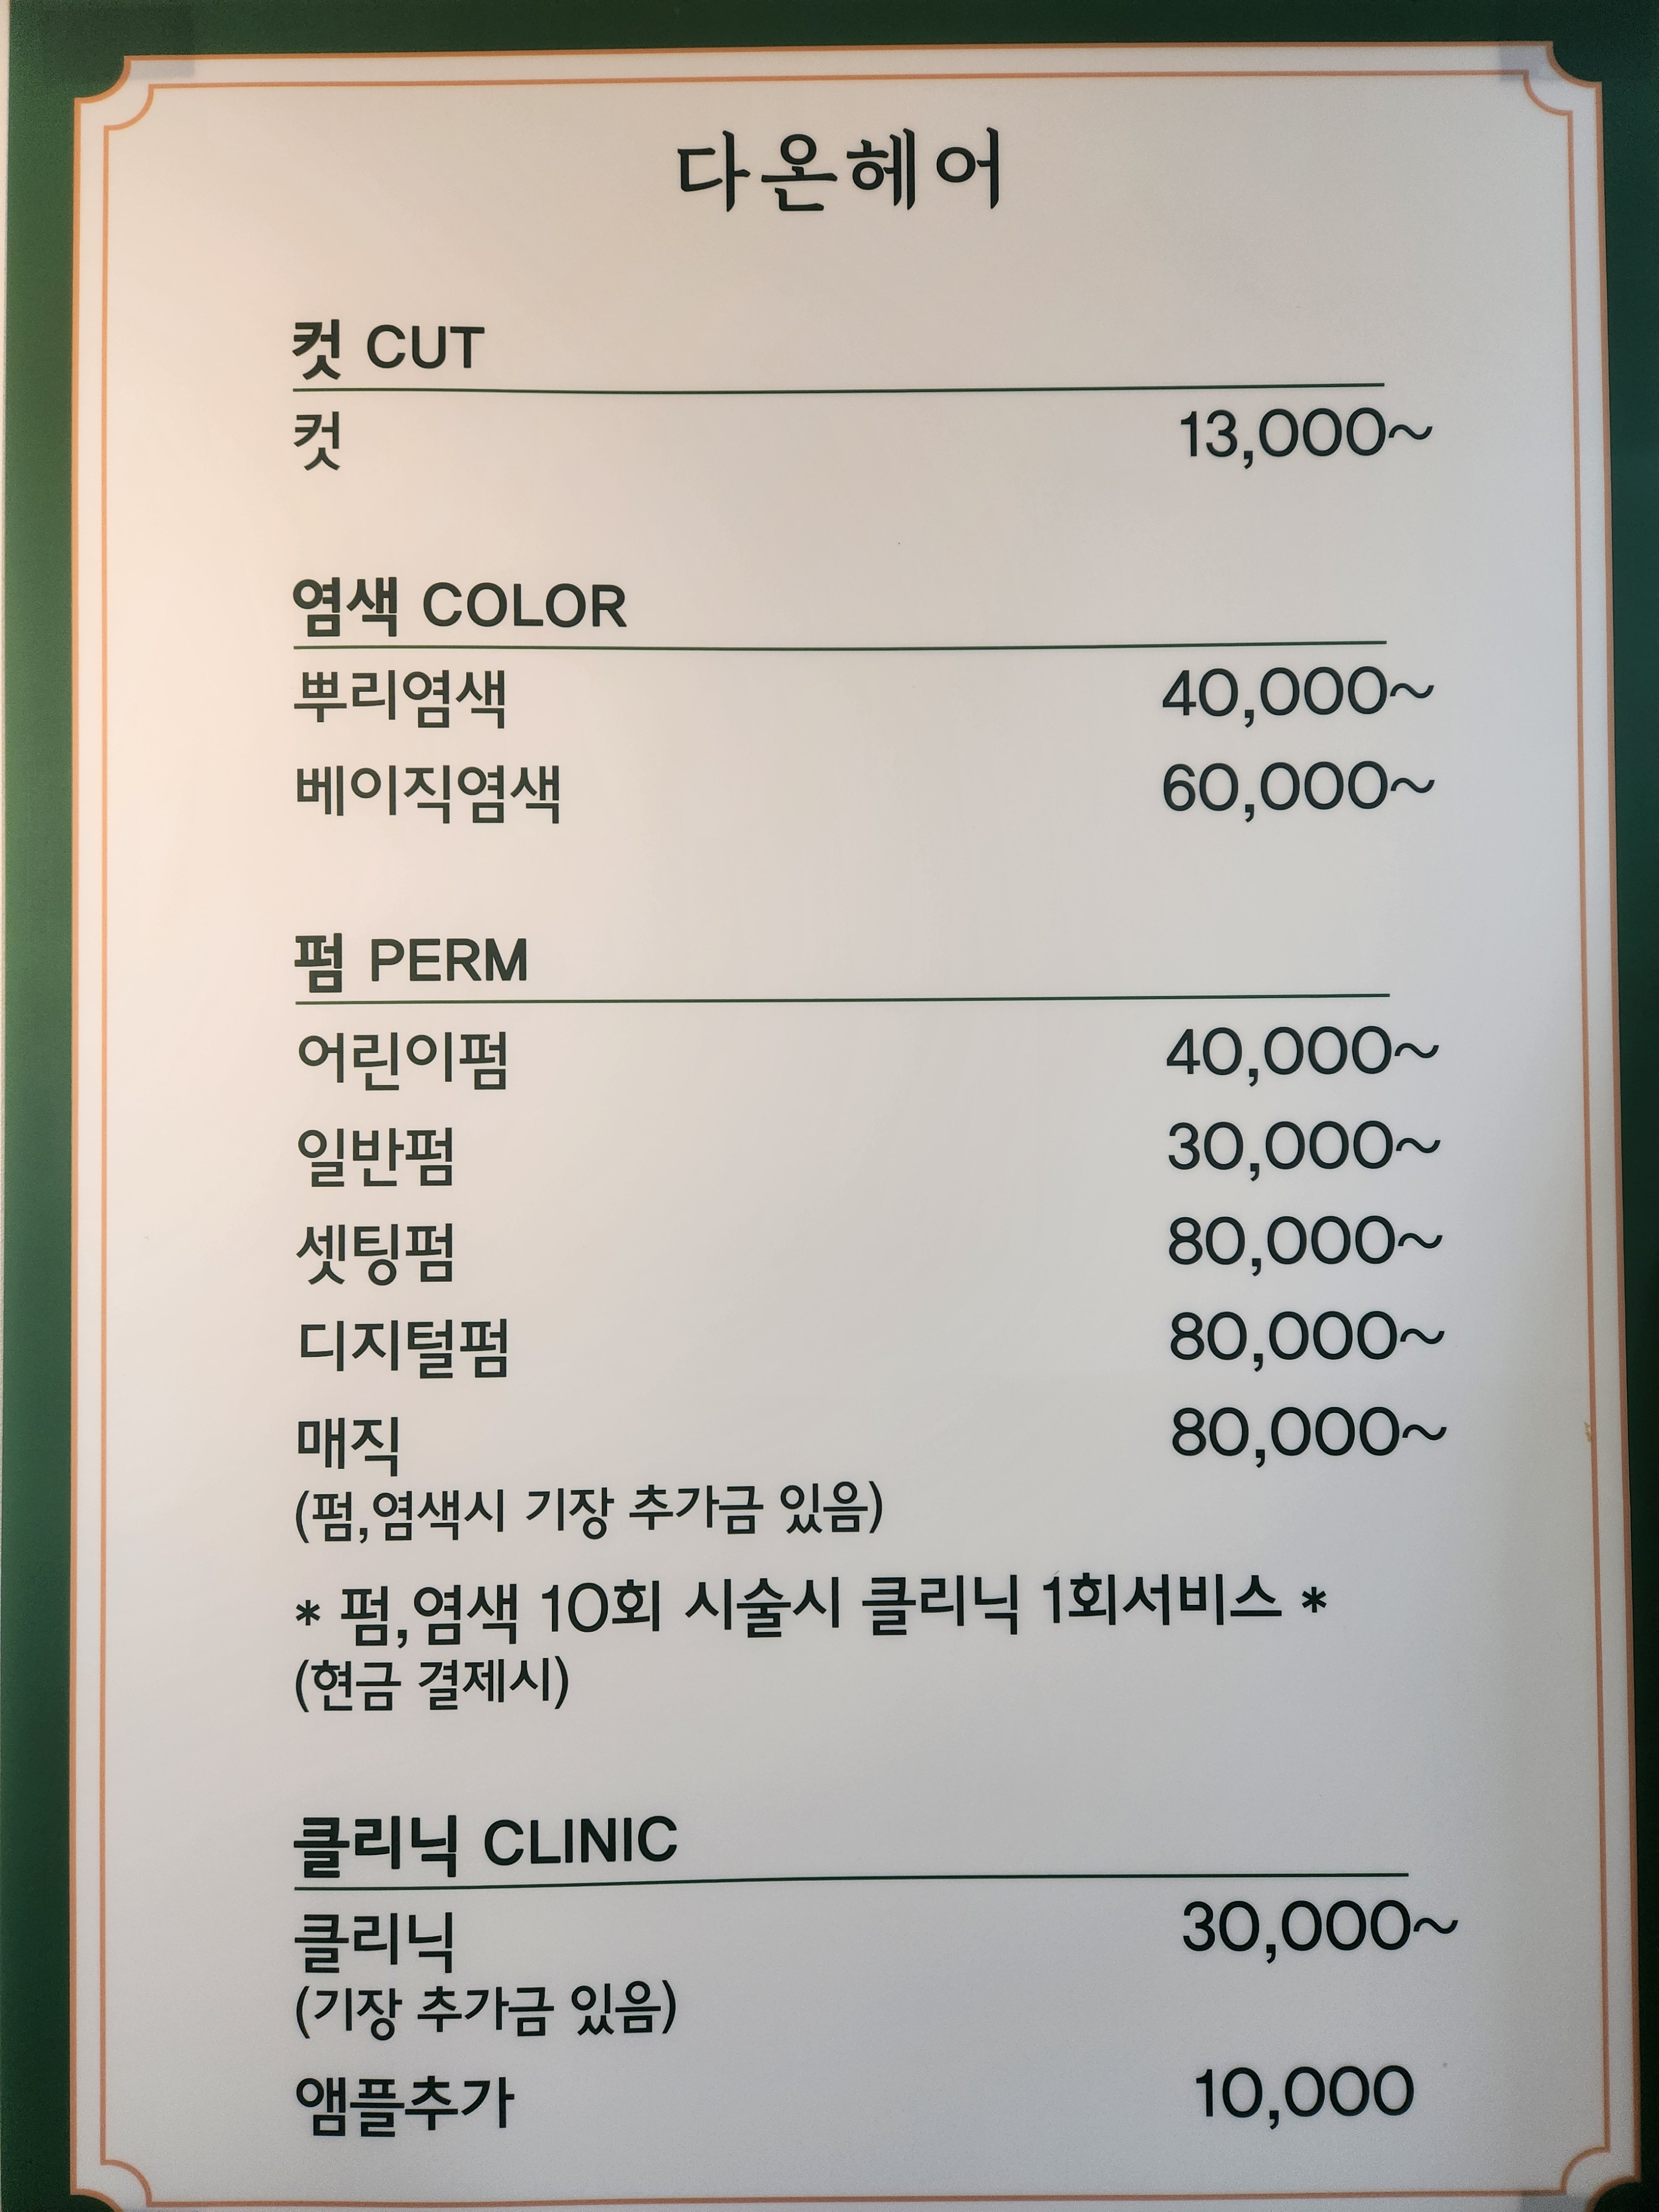 다온헤어
컷 CUT
컷 13,000~
염색 COLOR
뿌리염색 40,000~
베이직염색 60,000~
펌 PERM
어린이펌 40,000~
일반펌 30,000~
셋팅펌 80,000~
디지털펌 80,000~
매직 80,000~
(펌,염색시 기장 추가금 있음)
* 펌,염색 10회 시술시 클리닉 1회서비스 *
(현금 결제시)
클리닉 CLINIC
클리닉 30,000~
(기장 추가금 있음)
앰플추가 10,000